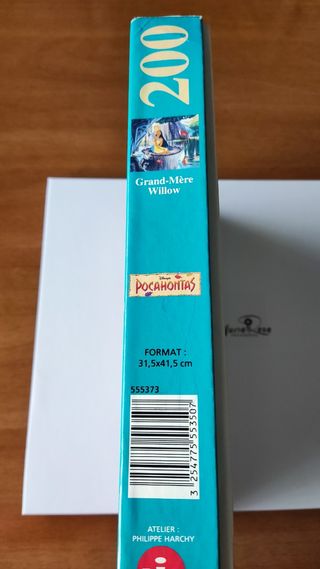 200
Grand-Mère
Willow
Disney's
POCAHONTAS
FORMAT :
31,5x41,5 cm
555373
3 254775 553507
ATELIER :
PHILIPPE HARCHY